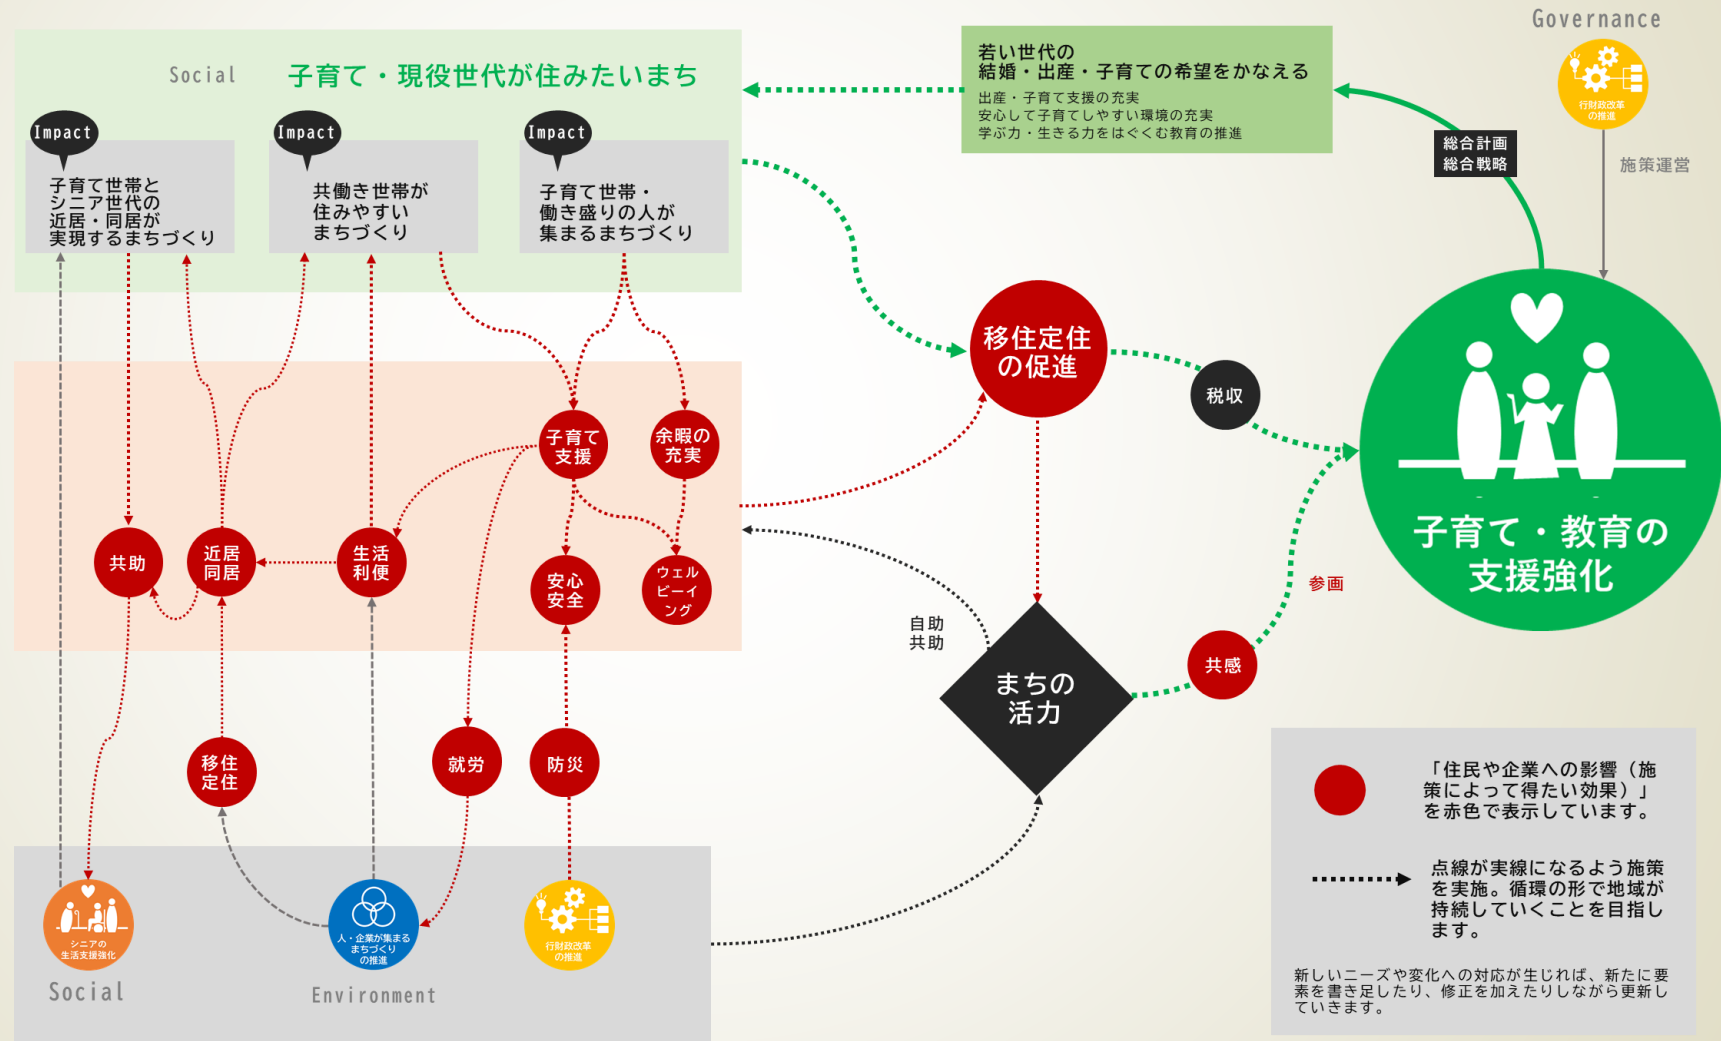 Social
子育て・現役世代が住みたいまち
Impact
子育て世帯と
シニア世代の
近居・同居が
実現するまちづくり
Impact
共働き世帯が
住みやすい
まちづくり
Impact
子育て世帯・
働き盛りの人が
集まるまちづくり
若い世代の
結婚・出産・子育ての希望をかなえる
出産・子育て支援の充実
安心して子育てしやすい環境の充実
学ぶ力・生きる力をはぐくむ教育の推進
Governance
行財政改革
の推進
総合計画
総合戦略
施策運営
移住定住
の促進
税収
子育て・教育の
支援強化
子育て
支援
余暇の
充実
共助
近居
同居
生活
利便
安心
安全
ウェル
ビーイ
ング
自助
共助
まちの
活力
参画
共感
移住
定住
就労
防災
シニアの
生活支援強化
Social
人・企業が集まる
まちづくり
の推進
Environment
行財政改革
の推進
「住民や企業への影響（施
策によって得たい効果）」
を赤色で表示しています。
点線が実線になるよう施策
を実施。循環の形で地域が
持続していくことを目指し
ます。
新しいニーズや変化への対応が生じれば、新たに要
素を書き足したり、修正を加えたりしながら更新し
ていきます。